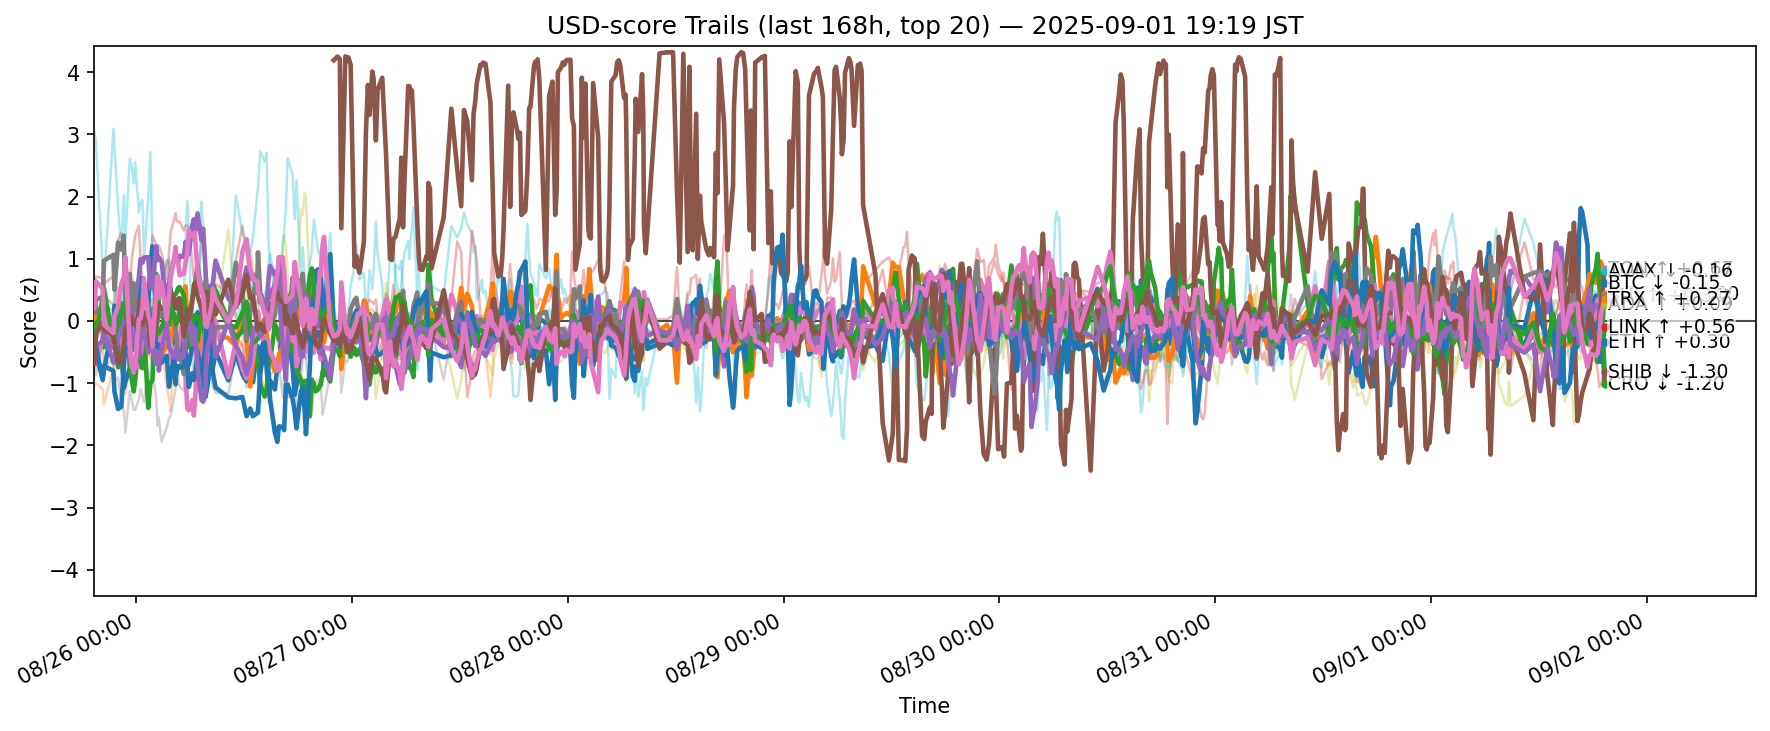 USD-score Trails (last 168h, top 20) — 2025-09-01 19:19 JST
Score (z)
4
3
2
1
0
−1
−2
−3
−4
AVAX ↓ -0.16
BTC ↓ -0.15
TRX ↑ +0.27
LINK ↑ +0.56
ETH ↑ +0.30
SHIB ↓ -1.30
CRO ↓ -1.20
08/26 00:00
08/27 00:00
08/28 00:00
08/29 00:00
08/30 00:00
08/31 00:00
09/01 00:00
09/02 00:00
Time